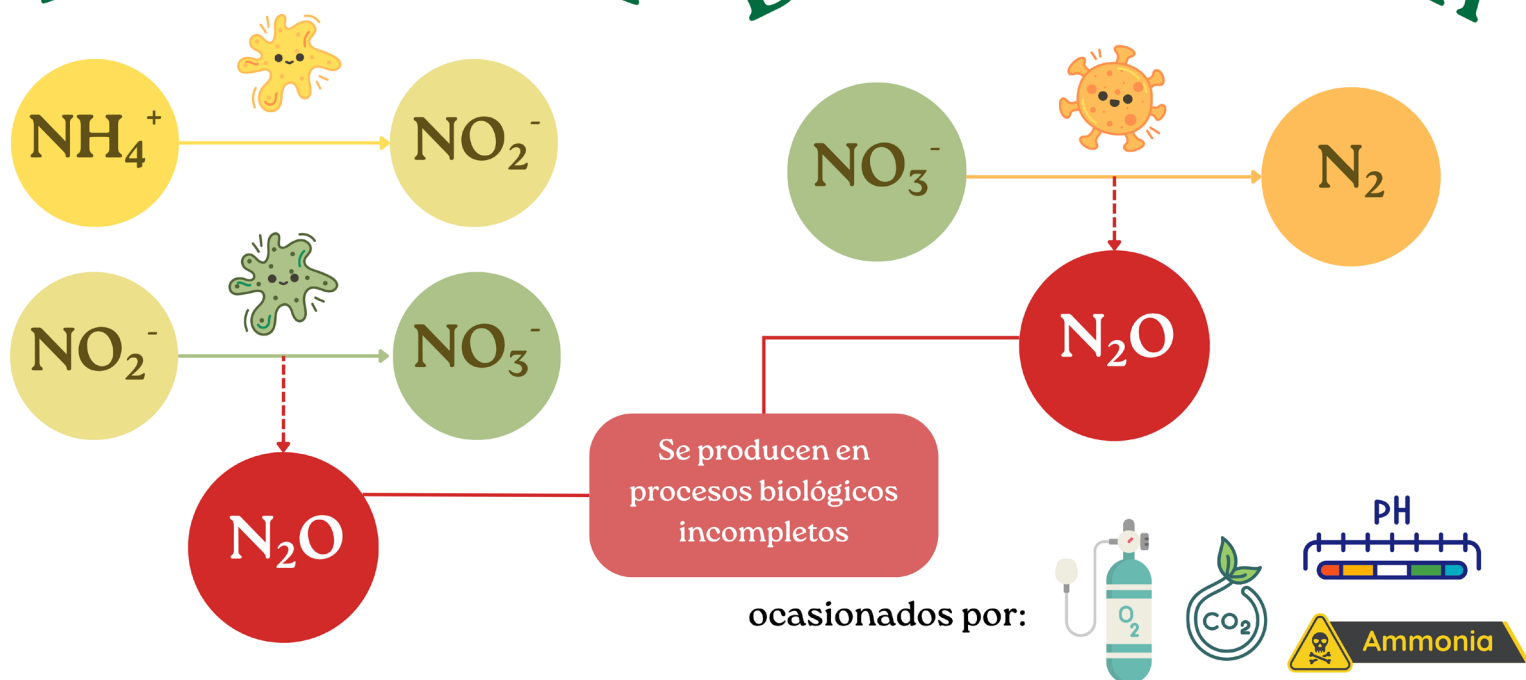 NH₄⁺
NO₂⁻
NO₂⁻
NO₃⁻
N₂O
NO₃⁻
N₂
N₂O
Se producen en
procesos biológicos
incompletos
ocasionados por:
O₂
CO₂
PH
Ammonia